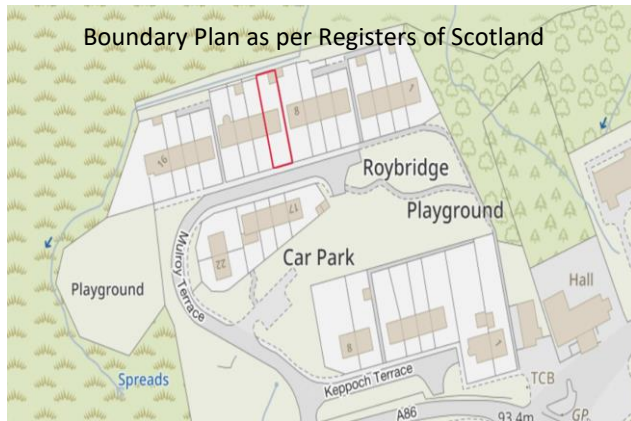 Boundary Plan as per Registers of Scotland
1
8
16
Roybridge
Playground
17
22
Car Park
Mulroy Terrace
Playground
Hall
8
1
Spreads
Keppoch Terrace
TCB
A86
93.4m
GP